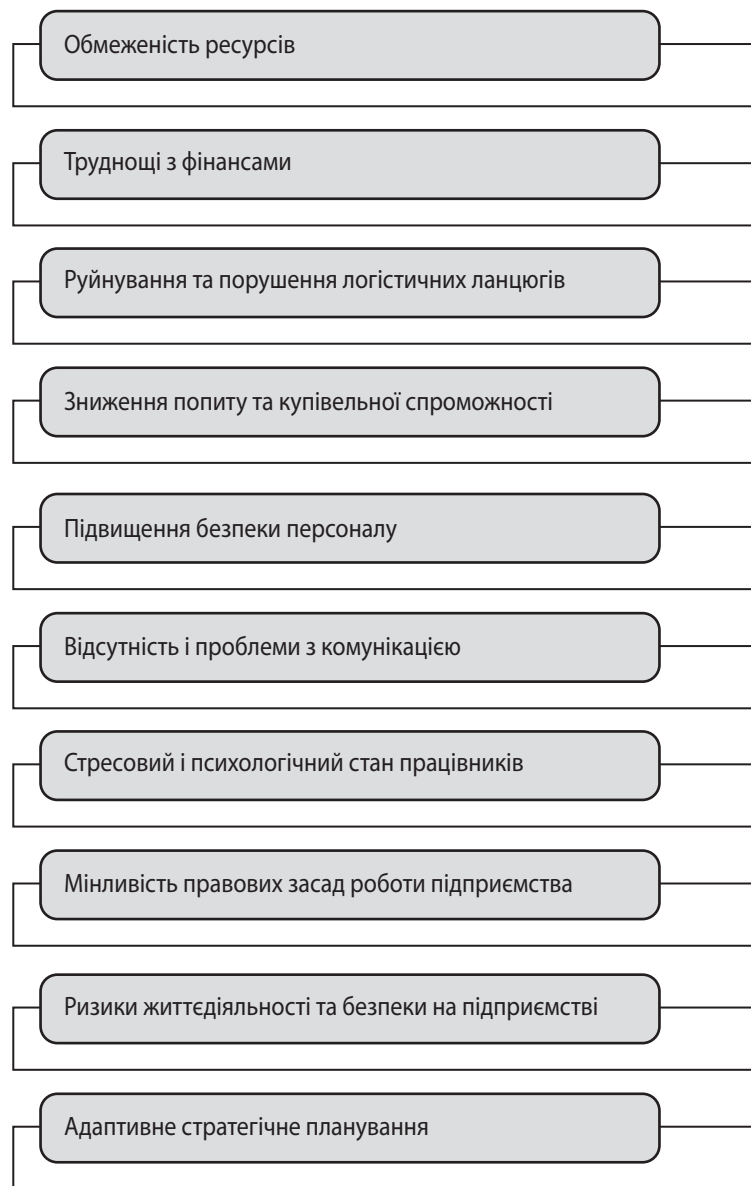 Обмеженість ресурсів
Труднощі з фінансами
Руйнування та порушення логістичних ланцюгів
Зниження попиту та купівельної спроможності
Підвищення безпеки персоналу
Відсутність і проблеми з комунікацією
Стресовий і психологічний стан працівників
Мінливість правових засад роботи підприємства
Ризики життєдіяльності та безпеки на підприємстві
Адаптивне стратегічне планування